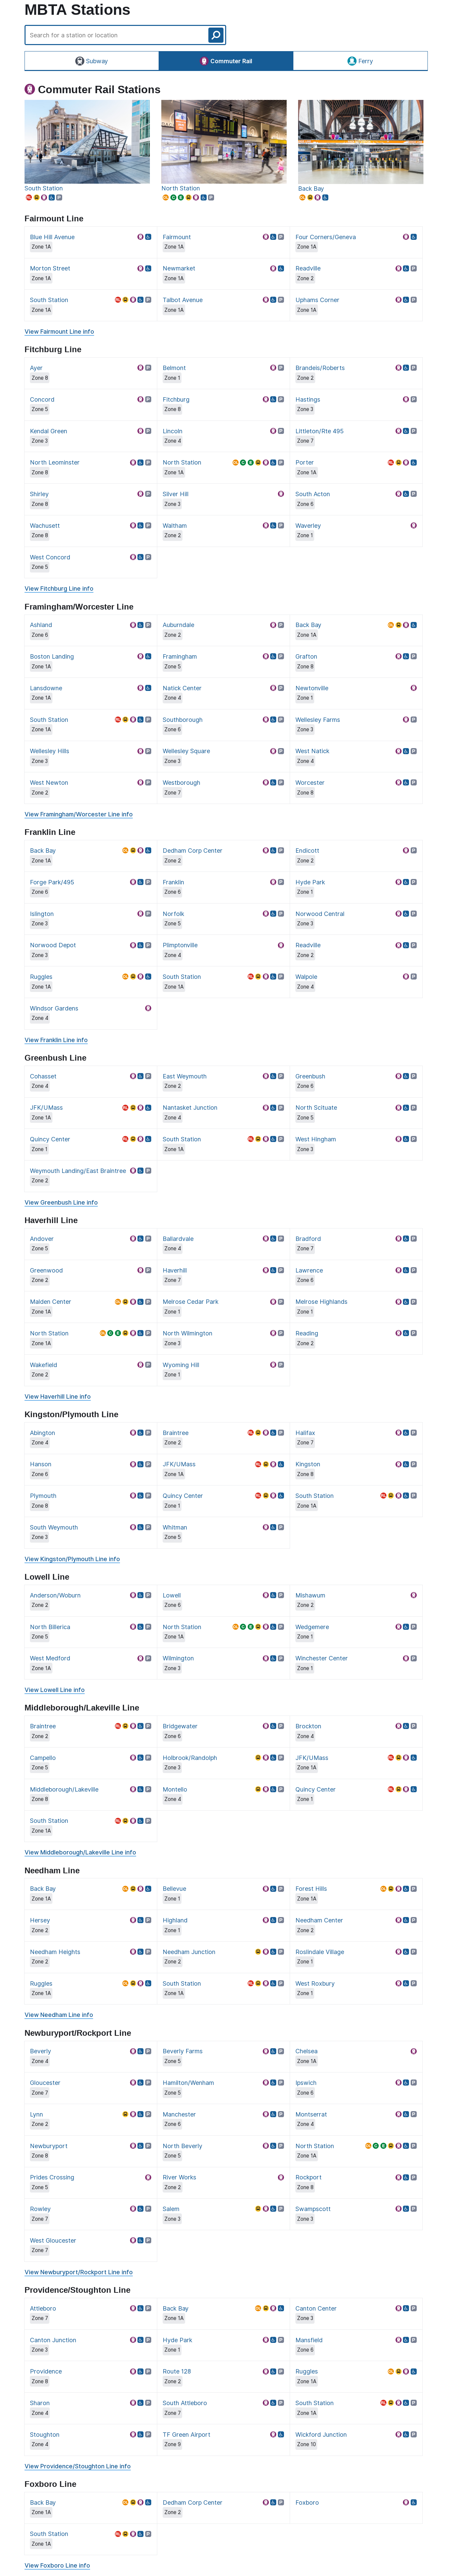 MBTA Stations
Search for a station or location
Subway
Commuter Rail
Ferry
Commuter Rail Stations
South Station
North Station
Back Bay
Fairmount Line
Blue Hill Avenue Fairmount Four Corners/Geneva
Zone 1A Zone 1A Zone 1A
Morton Street Newmarket Readville
Zone 1A Zone 1A Zone 2
South Station Talbot Avenue Uphams Corner
Zone 1A Zone 1A Zone 1A
View Fairmount Line info
Fitchburg Line
Ayer Belmont Brandeis/Roberts
Zone 8 Zone 1 Zone 2
Concord Fitchburg Hastings
Zone 5 Zone 8 Zone 3
Kendal Green Lincoln Littleton/Rte 495
Zone 3 Zone 4 Zone 7
North Leominster North Station Porter
Zone 8 Zone 1A Zone 1A
Shirley Silver Hill South Acton
Zone 8 Zone 3 Zone 6
Wachusett Waltham Waverley
Zone 8 Zone 2 Zone 1
West Concord
Zone 5
View Fitchburg Line info
Framingham/Worcester Line
Ashland Auburndale Back Bay
Zone 6 Zone 2 Zone 1A
Boston Landing Framingham Grafton
Zone 1A Zone 5 Zone 8
Lansdowne Natick Center Newtonville
Zone 1A Zone 4 Zone 1
South Station Southborough Wellesley Farms
Zone 1A Zone 6 Zone 3
Wellesley Hills Wellesley Square West Natick
Zone 3 Zone 3 Zone 4
West Newton Westborough Worcester
Zone 2 Zone 7 Zone 8
View Framingham/Worcester Line info
Franklin Line
Back Bay Dedham Corp Center Endicott
Zone 1A Zone 2 Zone 2
Forge Park/495 Franklin Hyde Park
Zone 6 Zone 6 Zone 1
Islington Norfolk Norwood Central
Zone 3 Zone 5 Zone 3
Norwood Depot Plimptonville Readville
Zone 3 Zone 4 Zone 2
Ruggles South Station Walpole
Zone 1A Zone 1A Zone 4
Windsor Gardens
Zone 4
View Franklin Line info
Greenbush Line
Cohasset East Weymouth Greenbush
Zone 4 Zone 2 Zone 6
JFK/UMass Nantasket Junction North Scituate
Zone 1A Zone 4 Zone 5
Quincy Center South Station West Hingham
Zone 1 Zone 1A Zone 3
Weymouth Landing/East Braintree
Zone 2
View Greenbush Line info
Haverhill Line
Andover Ballardvale Bradford
Zone 5 Zone 4 Zone 7
Greenwood Haverhill Lawrence
Zone 2 Zone 7 Zone 6
Malden Center Melrose Cedar Park Melrose Highlands
Zone 1A Zone 1 Zone 1
North Station North Wilmington Reading
Zone 1A Zone 3 Zone 2
Wakefield Wyoming Hill
Zone 2 Zone 1
View Haverhill Line info
Kingston/Plymouth Line
Abington Braintree Halifax
Zone 4 Zone 2 Zone 7
Hanson JFK/UMass Kingston
Zone 6 Zone 1A Zone 8
Plymouth Quincy Center South Station
Zone 8 Zone 1 Zone 1A
South Weymouth Whitman
Zone 3 Zone 5
View Kingston/Plymouth Line info
Lowell Line
Anderson/Woburn Lowell Mishawum
Zone 2 Zone 6 Zone 2
North Billerica North Station Wedgemere
Zone 5 Zone 1A Zone 1
West Medford Wilmington Winchester Center
Zone 1A Zone 3 Zone 1
View Lowell Line info
Middleborough/Lakeville Line
Braintree Bridgewater Brockton
Zone 2 Zone 6 Zone 4
Campello Holbrook/Randolph JFK/UMass
Zone 5 Zone 3 Zone 1A
Middleborough/Lakeville Montello Quincy Center
Zone 8 Zone 4 Zone 1
South Station
Zone 1A
View Middleborough/Lakeville Line info
Needham Line
Back Bay Bellevue Forest Hills
Zone 1A Zone 1 Zone 1A
Hersey Highland Needham Center
Zone 2 Zone 1 Zone 2
Needham Heights Needham Junction Roslindale Village
Zone 2 Zone 2 Zone 1
Ruggles South Station West Roxbury
Zone 1A Zone 1A Zone 1
View Needham Line info
Newburyport/Rockport Line
Beverly Beverly Farms Chelsea
Zone 4 Zone 5 Zone 1A
Gloucester Hamilton/Wenham Ipswich
Zone 7 Zone 5 Zone 6
Lynn Manchester Montserrat
Zone 2 Zone 6 Zone 4
Newburyport North Beverly North Station
Zone 8 Zone 5 Zone 1A
Prides Crossing River Works Rockport
Zone 5 Zone 2 Zone 8
Rowley Salem Swampscott
Zone 7 Zone 3 Zone 3
West Gloucester
Zone 7
View Newburyport/Rockport Line info
Providence/Stoughton Line
Attleboro Back Bay Canton Center
Zone 7 Zone 1A Zone 3
Canton Junction Hyde Park Mansfield
Zone 3 Zone 1 Zone 6
Providence Route 128 Ruggles
Zone 8 Zone 2 Zone 1A
Sharon South Attleboro South Station
Zone 4 Zone 7 Zone 1A
Stoughton TF Green Airport Wickford Junction
Zone 4 Zone 9 Zone 10
View Providence/Stoughton Line info
Foxboro Line
Back Bay Dedham Corp Center Foxboro
Zone 1A Zone 2
South Station
Zone 1A
View Foxboro Line info